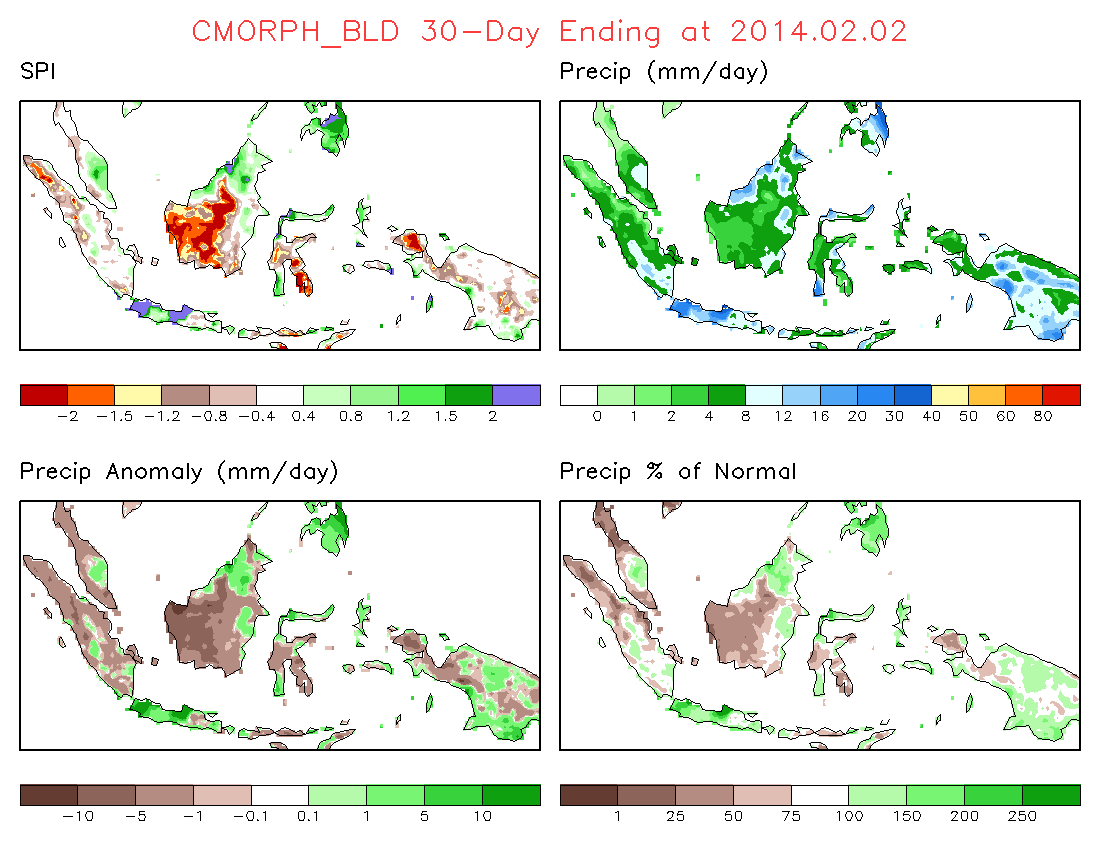 CMORPH_BLD 30-Day Ending at 2014.02.02
SPI
Precip (mm/day)
-2 -1.5 -1.2 -0.8 -0.4 0.4 0.8 1.2 1.5 2
0 1 2 4 8 12 16 20 30 40 50 60 80
Precip Anomaly (mm/day)
Precip % of Normal
-10 -5 -1 -0.1 0.1 1 5 10
1 25 50 75 100 150 200 250